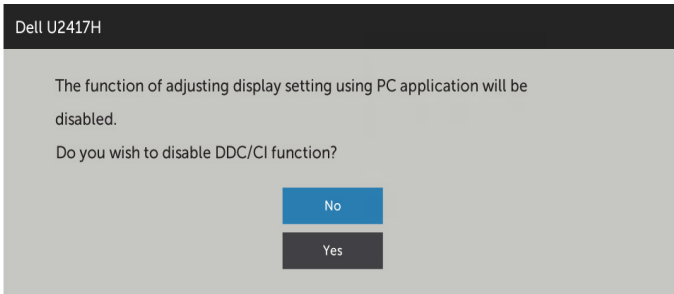 Dell U2417H
The function of adjusting display setting using PC application will be
disabled.
Do you wish to disable DDC/CI function?
No
Yes